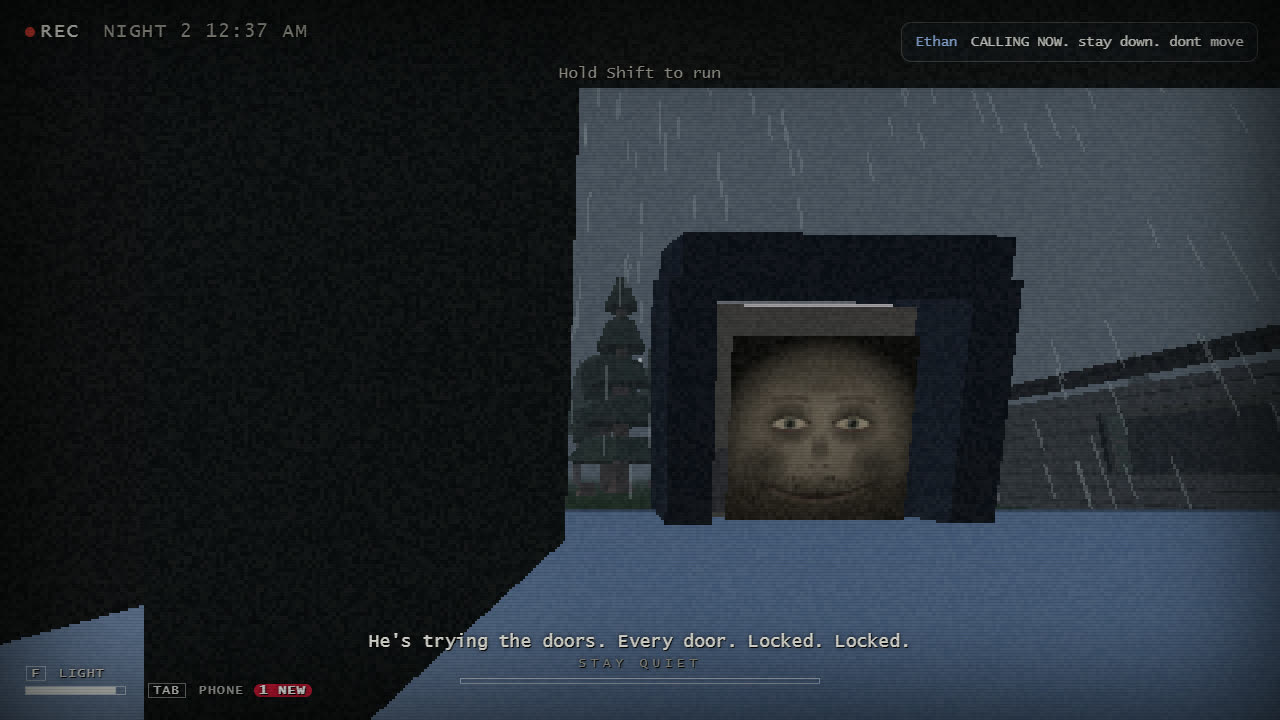 REC NIGHT 2 12:37 AM
Ethan CALLING NOW. stay down. dont move
Hold Shift to run
He's trying the doors. Every door. Locked. Locked.
STAY QUIET
F LIGHT
TAB PHONE 1 NEW